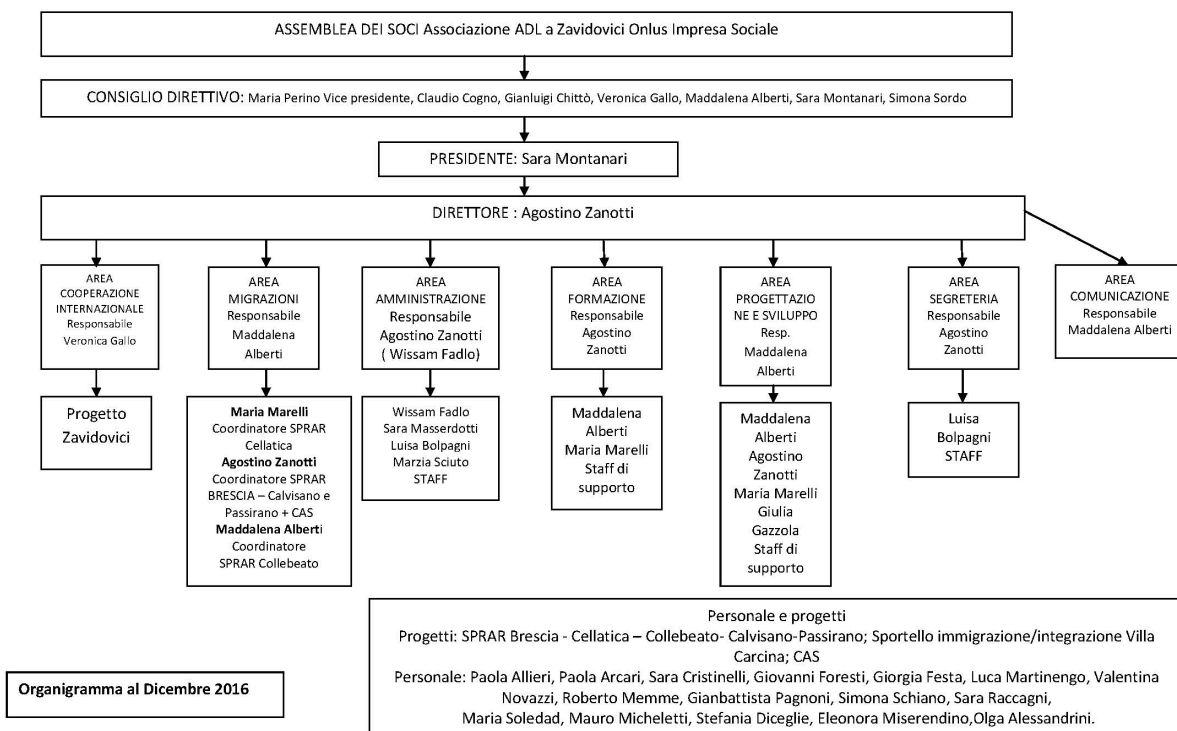 ASSEMBLEA DEI SOCI Associazione ADL a Zavidovici Onlus Impresa Sociale
CONSIGLIO DIRETTIVO: Maria Perino Vice presidente, Claudio Cogno, Gianluigi Chittò, Veronica Gallo, Maddalena Alberti, Sara Montanari, Simona Sordo
PRESIDENTE: Sara Montanari
DIRETTORE : Agostino Zanotti
AREA
COOPERAZIONE
INTERNAZIONALE
Responsabile
Veronica Gallo
AREA
MIGRAZIONI
Responsabile
Maddalena
Alberti
AREA
AMMINISTRAZIONE
Responsabile
Agostino Zanotti
( Wissam Fadlo)
AREA
FORMAZIONE
Responsabile
Agostino
Zanotti
AREA
PROGETTAZIO
NE E SVILUPPO
Resp.
Maddalena
Alberti
AREA
SEGRETERIA
Responsabile
Agostino
Zanotti
AREA
COMUNICAZIONE
Responsabile
Maddalena Alberti
Progetto
Zavidovici
Maria Marelli
Coordinatore SPRAR
Cellatica
Agostino Zanotti
Coordinatore SPRAR
BRESCIA – Calvisano e
Passirano + CAS
Maddalena Alberti
Coordinatore
SPRAR Collebeato
Wissam Fadlo
Sara Masserdotti
Luisa Bolpagni
Marzia Sciuto
STAFF
Maddalena
Alberti
Maria Marelli
Staff di
supporto
Maddalena
Alberti
Agostino
Zanotti
Maria Marelli
Giulia
Gazzola
Staff di
supporto
Luisa
Bolpagni
STAFF
Personale e progetti
Progetti: SPRAR Brescia - Cellatica – Collebeato- Calvisano-Passirano; Sportello immigrazione/integrazione Villa
Carcina; CAS
Personale: Paola Allieri, Paola Arcari, Sara Cristinelli, Giovanni Foresti, Giorgia Festa, Luca Martinengo, Valentina
Novazzi, Roberto Memme, Gianbattista Pagnoni, Simona Schiano, Sara Raccagni,
Maria Soledad, Mauro Micheletti, Stefania Diceglie, Eleonora Miserendino,Olga Alessandrini.
Organigramma al Dicembre 2016